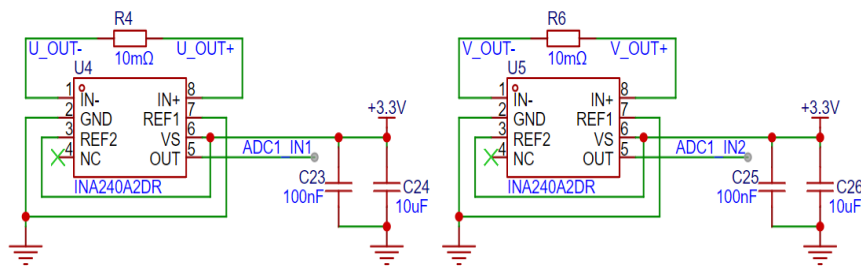 R4
U_OUT-
U_OUT+
10mΩ
U4
1
IN-
IN+
8
2
GND
REF1
7
3
REF2
VS
6
4
NC
OUT
5
INA240A2DR
ADC1_IN1
+3.3V
C23
100nF
C24
10uF
R6
V_OUT-
V_OUT+
10mΩ
U5
1
IN-
IN+
8
2
GND
REF1
7
3
REF2
VS
6
4
NC
OUT
5
INA240A2DR
ADC1_IN2
+3.3V
C25
100nF
C26
10uF